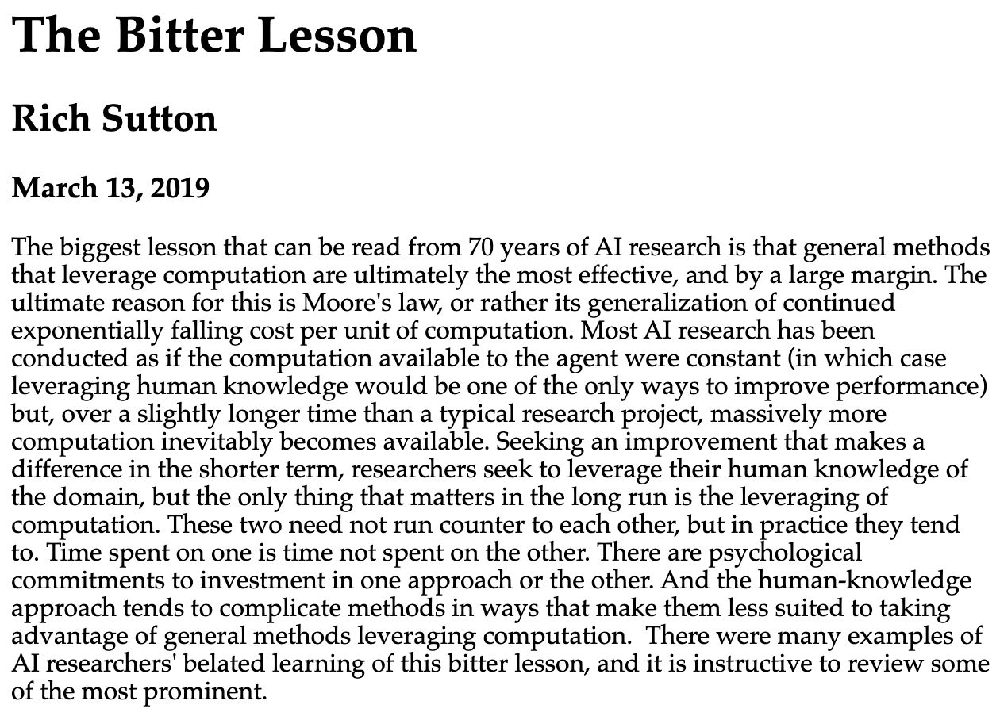 The Bitter Lesson
Rich Sutton
March 13, 2019
The biggest lesson that can be read from 70 years of AI research is that general methods
that leverage computation are ultimately the most effective, and by a large margin. The
ultimate reason for this is Moore's law, or rather its generalization of continued
exponentially falling cost per unit of computation. Most AI research has been
conducted as if the computation available to the agent were constant (in which case
leveraging human knowledge would be one of the only ways to improve performance)
but, over a slightly longer time than a typical research project, massively more
computation inevitably becomes available. Seeking an improvement that makes a
difference in the shorter term, researchers seek to leverage their human knowledge of
the domain, but the only thing that matters in the long run is the leveraging of
computation. These two need not run counter to each other, but in practice they tend
to. Time spent on one is time not spent on the other. There are psychological
commitments to investment in one approach or the other. And the human-knowledge
approach tends to complicate methods in ways that make them less suited to taking
advantage of general methods leveraging computation.  There were many examples of
AI researchers' belated learning of this bitter lesson, and it is instructive to review some
of the most prominent.